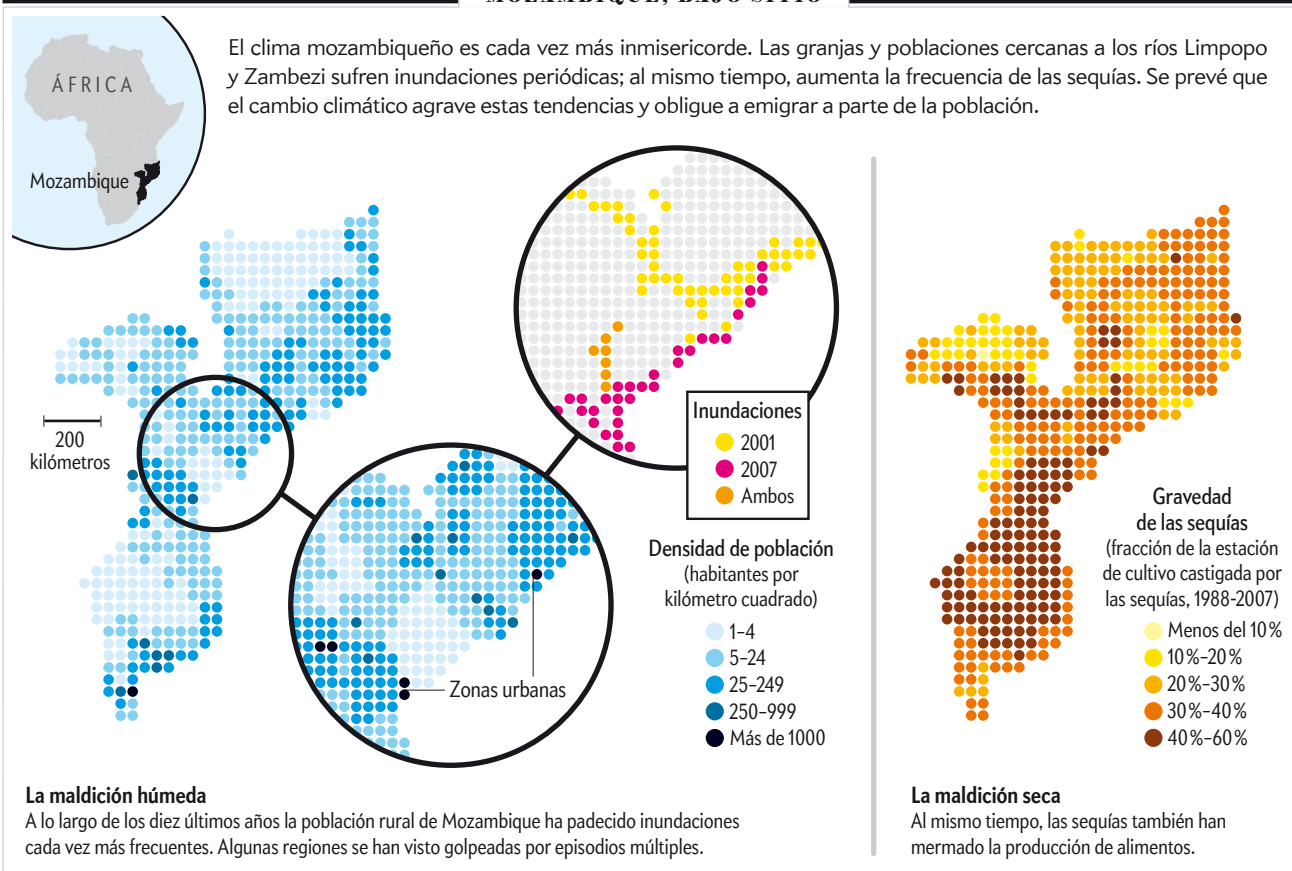 MOZAMBIQUE, BAJO SITIO
El clima mozambiqueño es cada vez más inmisericorde. Las granjas y poblaciones cercanas a los ríos Limpopo
y Zambezi sufren inundaciones periódicas; al mismo tiempo, aumenta la frecuencia de las sequías. Se prevé que
el cambio climático agrave estas tendencias y obligue a emigrar a parte de la población.
ÁFRICA
Mozambique
200
kilómetros
Inundaciones
2001
2007
Ambos
Zonas urbanas
Densidad de población
(habitantes por
kilómetro cuadrado)
1–4
5–24
25–249
250–999
Más de 1000
Gravedad
de las sequías
(fracción de la estación
de cultivo castigada por
las sequías, 1988-2007)
Menos del 10%
10%–20%
20%–30%
30%–40%
40%–60%
La maldición húmeda
A lo largo de los diez últimos años la población rural de Mozambique ha padecido inundaciones
cada vez más frecuentes. Algunas regiones se han visto golpeadas por episodios múltiples.
La maldición seca
Al mismo tiempo, las sequías también han
mermado la producción de alimentos.